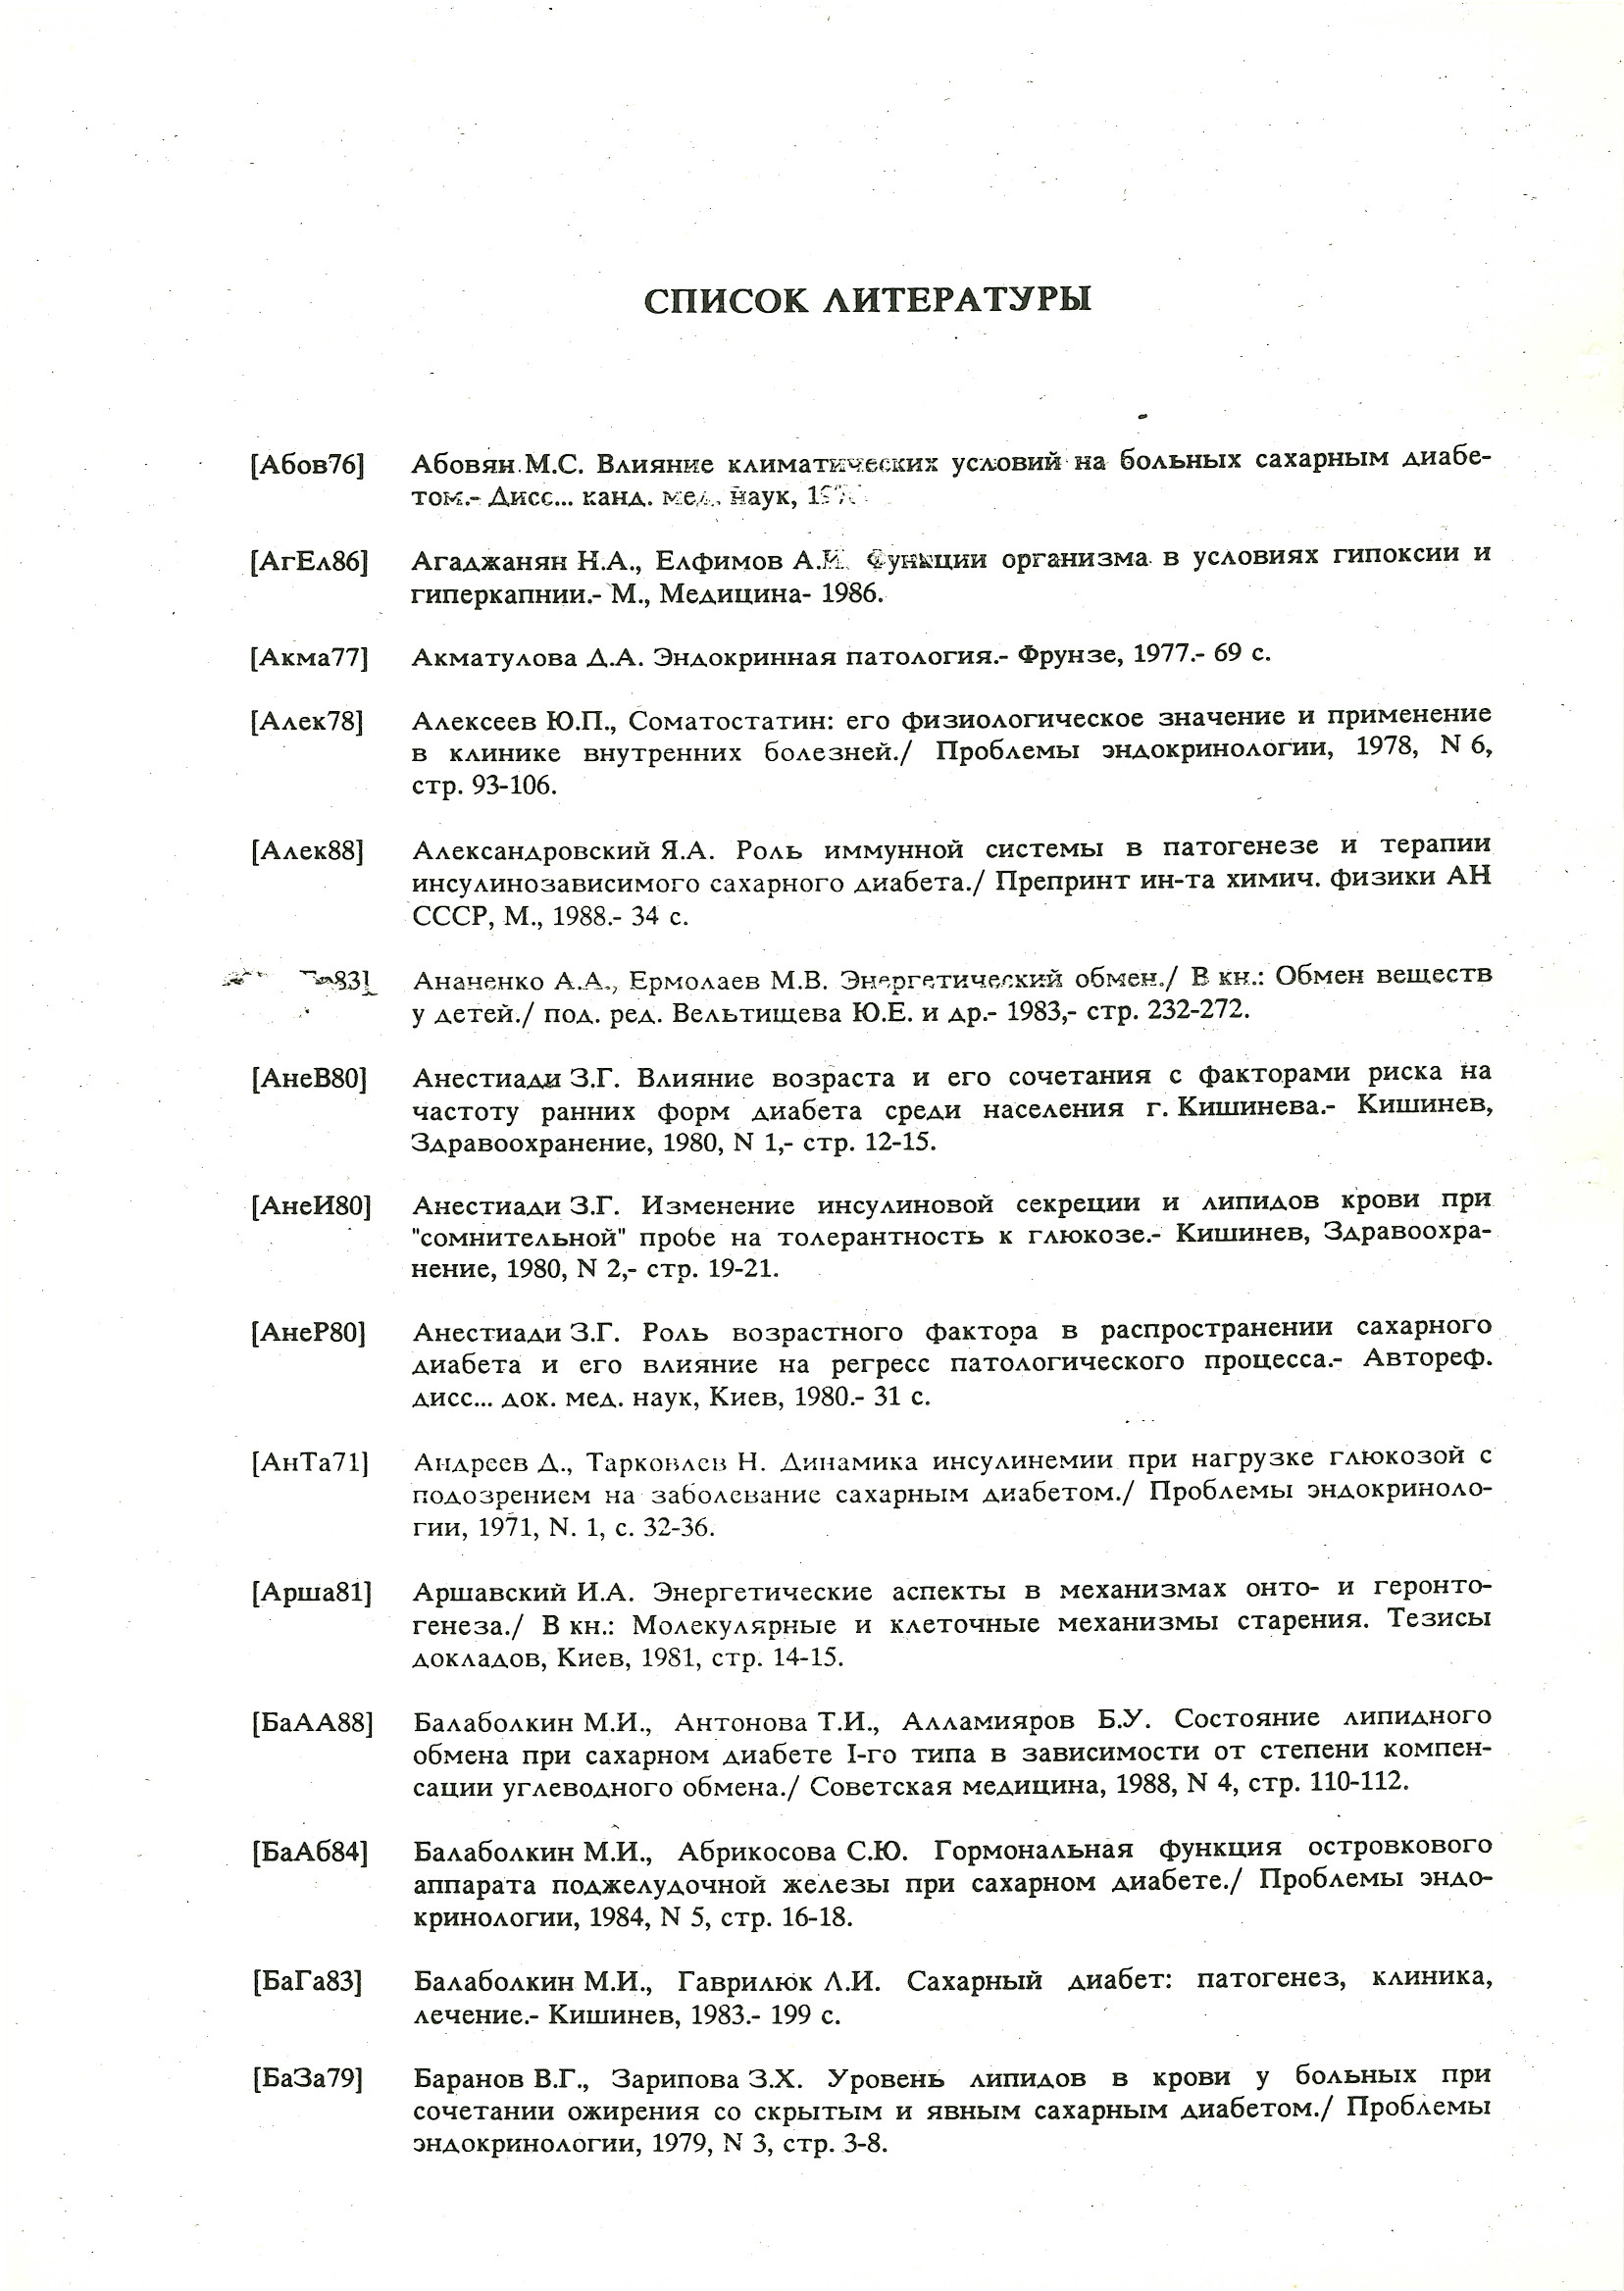 СПИСОК ЛИТЕРАТУРЫ
[Абов76] Абовян М.С. Влияние климатических условий на больных сахарным диабе-
том.- Дисс... канд. мед. наук,
[АгЕл86] Агаджанян Н.А., Елфимов А.И. Функции организма в условиях гипоксии и
гиперкапнии.- М., Медицина- 1986.
[Акма77] Акматулова Д.А. Эндокринная патология.- Фрунзе, 1977.- 69 с.
[Алек78] Алексеев Ю.П., Соматостатин: его физиологическое значение и применение
в клинике внутренних болезней./ Проблемы эндокринологии, 1978, N 6,
стр. 93-106.
[Алек88] Александровский Я.А. Роль иммунной системы в патогенезе и терапии
инсулинозависимого сахарного диабета./ Препринт ин-та химич. физики АН
СССР, М., 1988.- 34 с.
Ананенко А.А., Ермолаев М.В. Энергетический обмен./ В кн.: Обмен веществ
у детей./ под. ред. Вельтищева Ю.Е. и др.- 1983,- стр. 232-272.
[АнеВ80] Анестиади З.Г. Влияние возраста и его сочетания с факторами риска на
частоту ранних форм диабета среди населения г. Кишинева.- Кишинев,
Здравоохранение, 1980, N 1,- стр. 12-15.
[АнеИ80] Анестиади З.Г. Изменение инсулиновой секреции и липидов крови при
"сомнительной" пробе на толерантность к глюкозе.- Кишинев, Здравоохра-
нение, 1980, N 2,- стр. 19-21.
[АнеР80] Анестиади З.Г. Роль возрастного фактора в распространении сахарного
диабета и его влияние на регресс патологического процесса.- Автореф.
дисс... док. мед. наук, Киев, 1980.- 31 с.
[АнТа71] Андреев Д., Тарковлев Н. Динамика инсулинемии при нагрузке глюкозой с
подозрением на заболевание сахарным диабетом./ Проблемы эндокриноло-
гии, 1971, N. 1, с. 32-36.
[Арша81] Аршавский И.А. Энергетические аспекты в механизмах онто- и геронто-
генеза./ В кн.: Молекулярные и клеточные механизмы старения. Тезисы
докладов, Киев, 1981, стр. 14-15.
[БаАА88] Балаболкин М.И., Антонова Т.И., Алламияров Б.У. Состояние липидного
обмена при сахарном диабете I-го типа в зависимости от степени компен-
сации углеводного обмена./ Советская медицина, 1988, N 4, стр. 110-112.
[БаАб84] Балаболкин М.И., Абрикосова С.Ю. Гормональная функция островкового
аппарата поджелудочной железы при сахарном диабете./ Проблемы эндо-
кринологии, 1984, N 5, стр. 16-18.
[БаГа83] Балаболкин М.И., Гаврилюк Л.И. Сахарный диабет: патогенез, клиника,
лечение.- Кишинев, 1983.- 199 с.
[БаЗа79] Баранов В.Г., Зарипова З.Х. Уровень липидов в крови у больных при
сочетании ожирения со скрытым и явным сахарным диабетом./ Проблемы
эндокринологии, 1979, N 3, стр. 3-8.